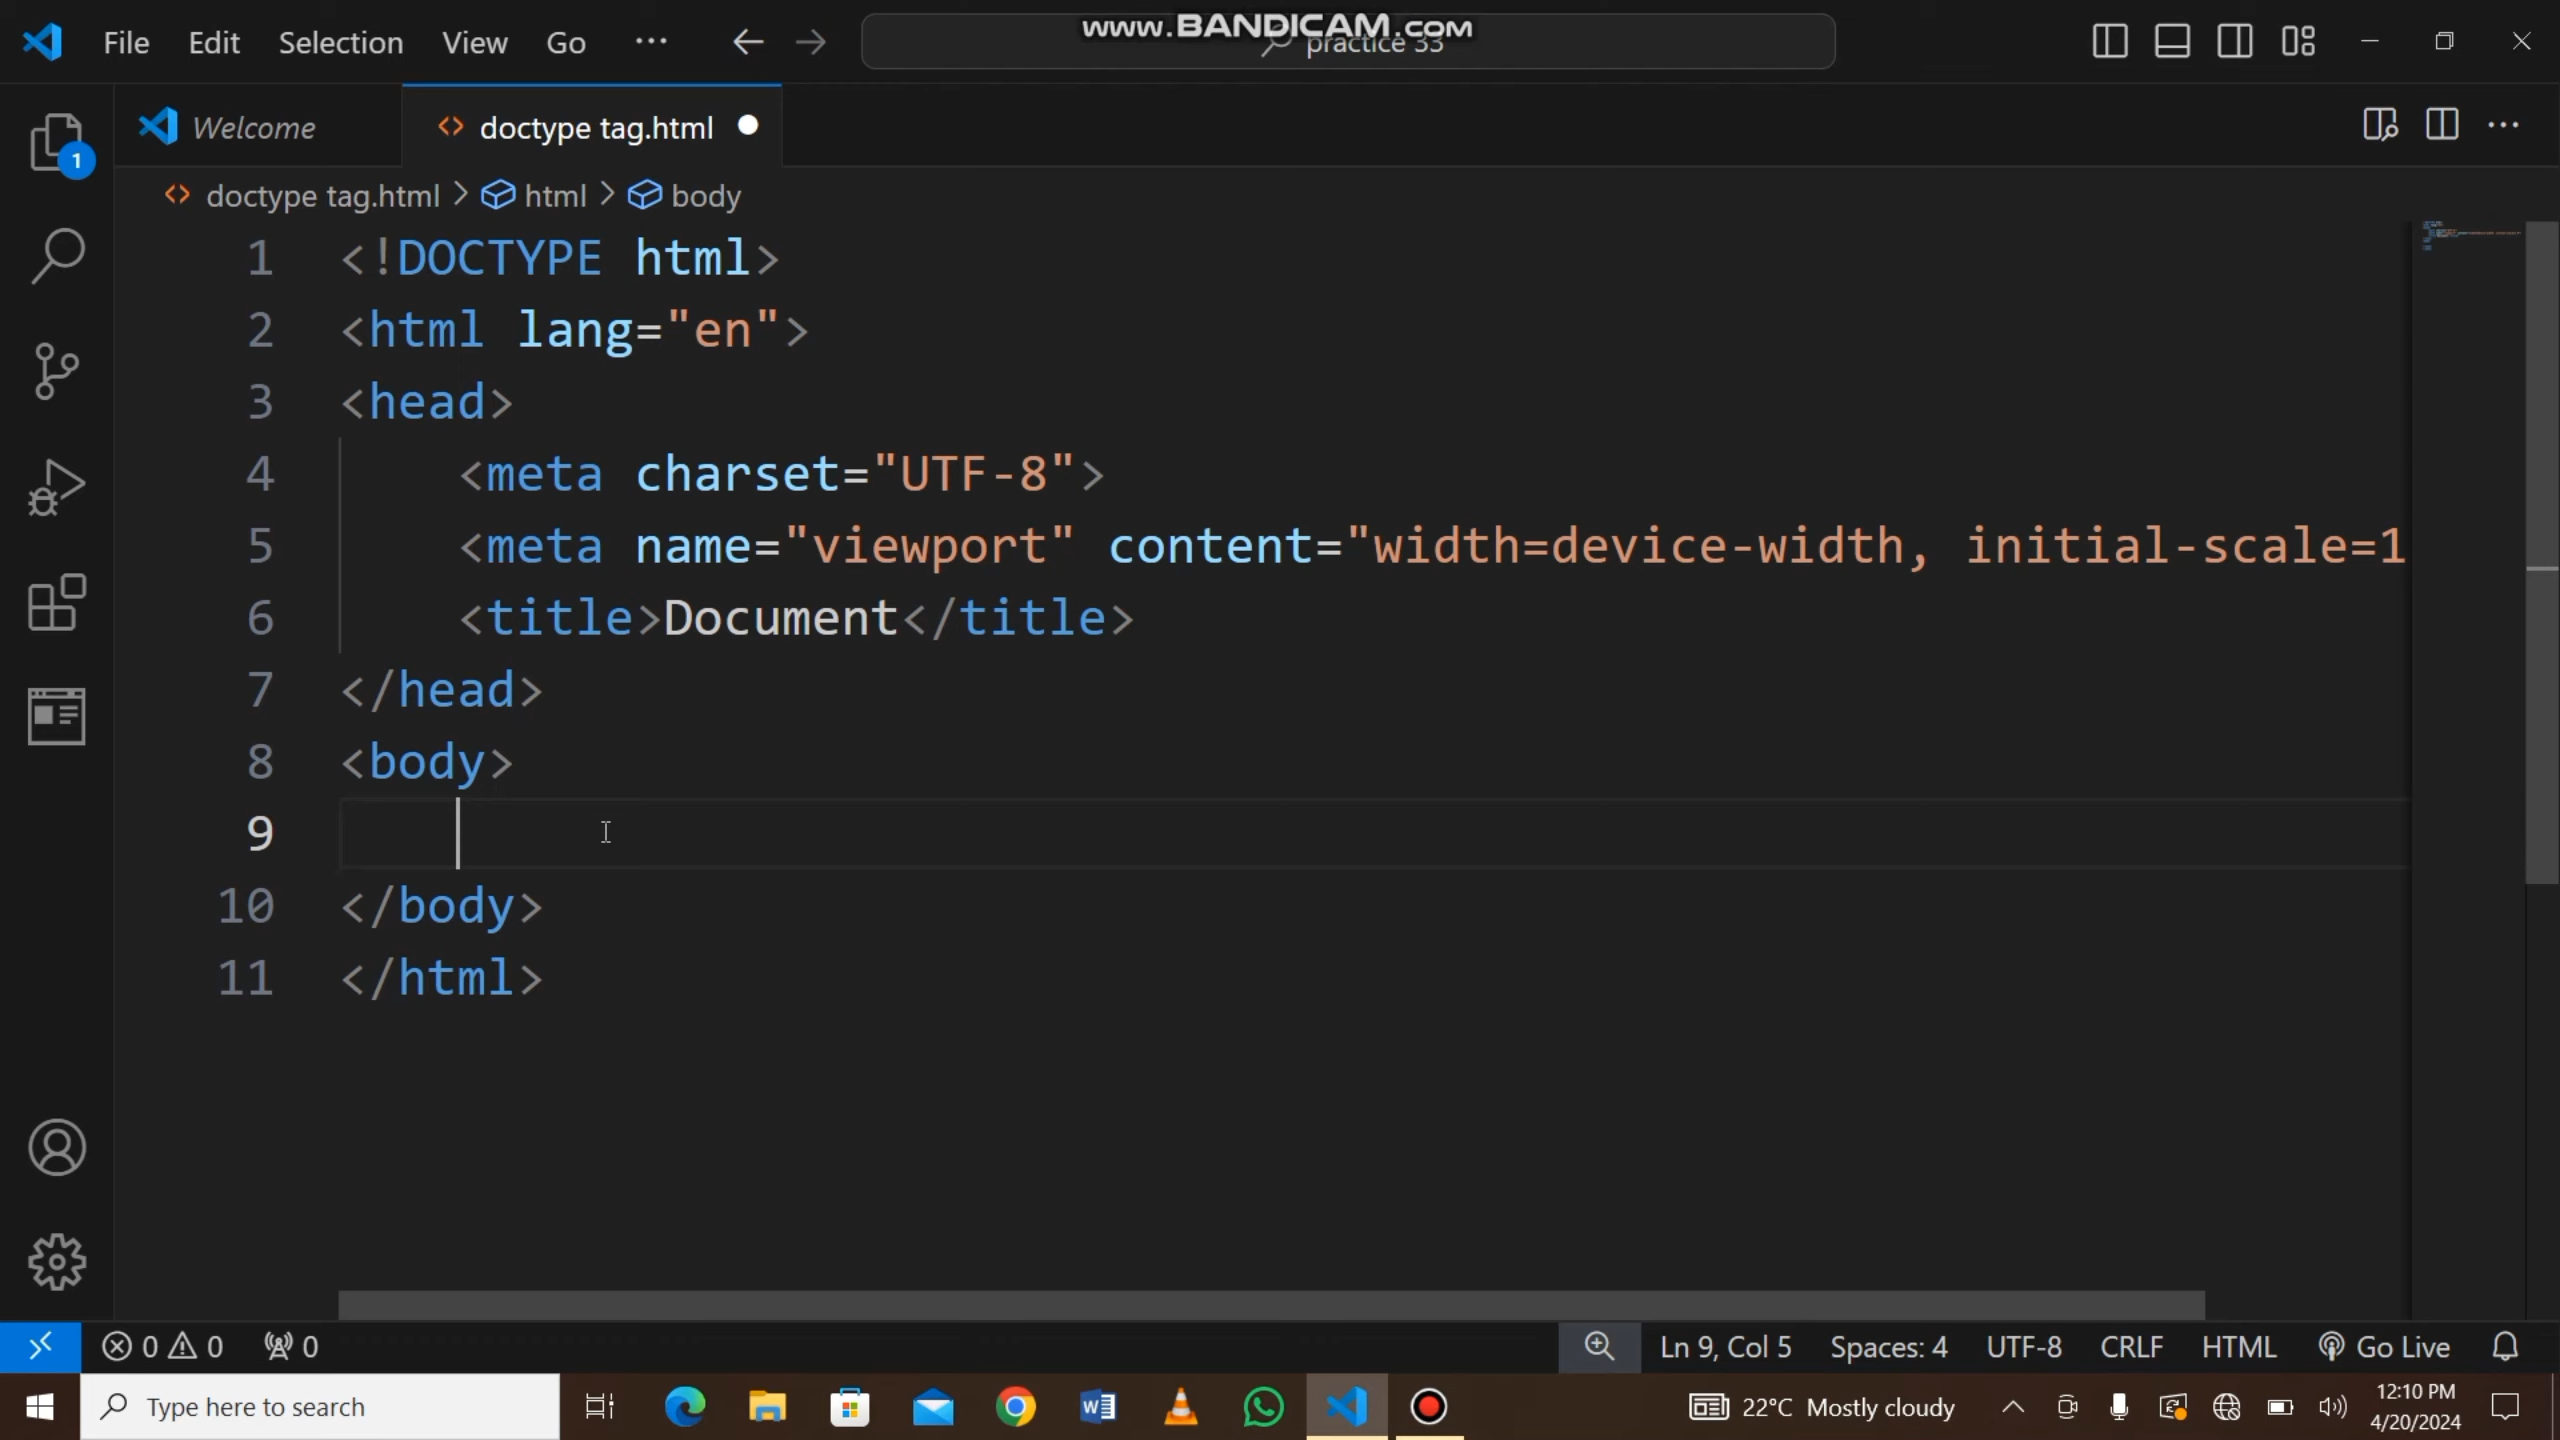 File Edit Selection View Go ... www.BANDICAM.com practice 33
Welcome doctype tag.html
doctype tag.html > html > body
1 <!DOCTYPE html>
2 <html lang="en">
3 <head>
4 <meta charset="UTF-8">
5 <meta name="viewport" content="width=device-width, initial-scale=1
6 <title>Document</title>
7 </head>
8 <body>
9
10 </body>
11 </html>
1
0 0 0 Ln 9, Col 5 Spaces: 4 UTF-8 CRLF HTML Go Live
Type here to search 22°C Mostly cloudy 12:10 PM
4/20/2024